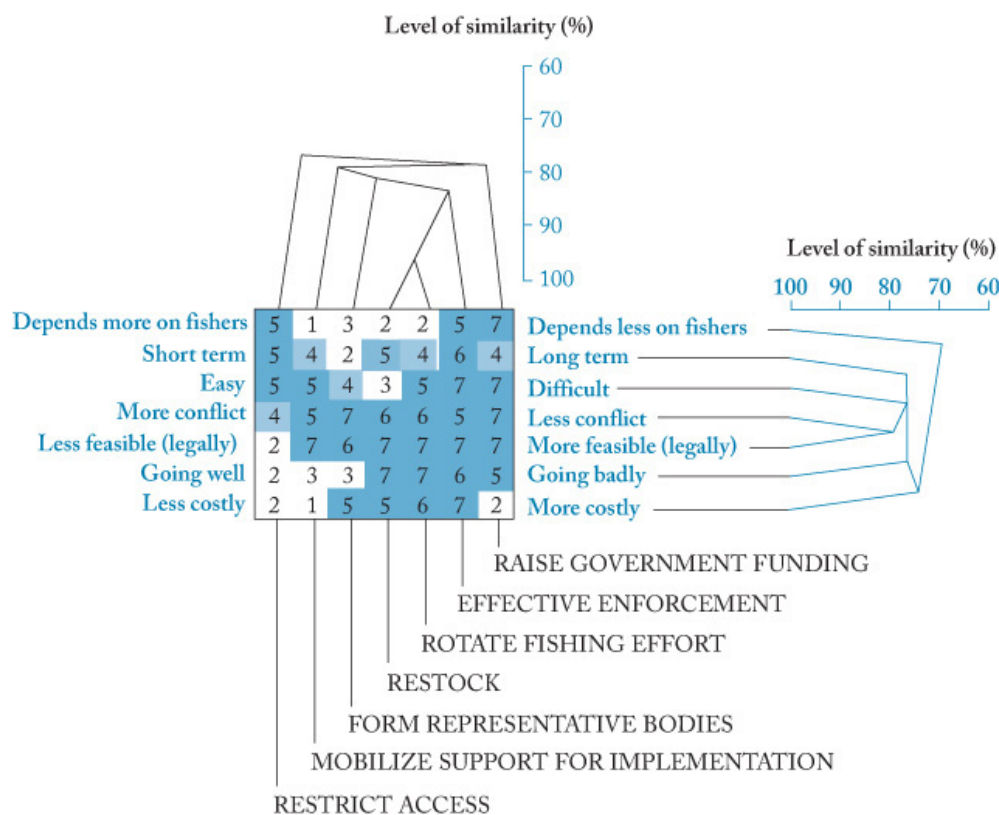 Level of similarity (%)
60
70
80
90
100
Level of similarity (%)
100 90 80 70 60
Depends more on fishers 5 1 3 2 2 5 7 Depends less on fishers
Short term 5 4 2 5 4 6 4 Long term
Easy 5 5 4 3 5 7 7 Difficult
More conflict 4 5 7 6 6 5 7 Less conflict
Less feasible (legally) 2 7 6 7 7 7 7 More feasible (legally)
Going well 2 3 3 7 7 6 5 Going badly
Less costly 2 1 5 5 6 7 2 More costly
RAISE GOVERNMENT FUNDING
EFFECTIVE ENFORCEMENT
ROTATE FISHING EFFORT
RESTOCK
FORM REPRESENTATIVE BODIES
MOBILIZE SUPPORT FOR IMPLEMENTATION
RESTRICT ACCESS